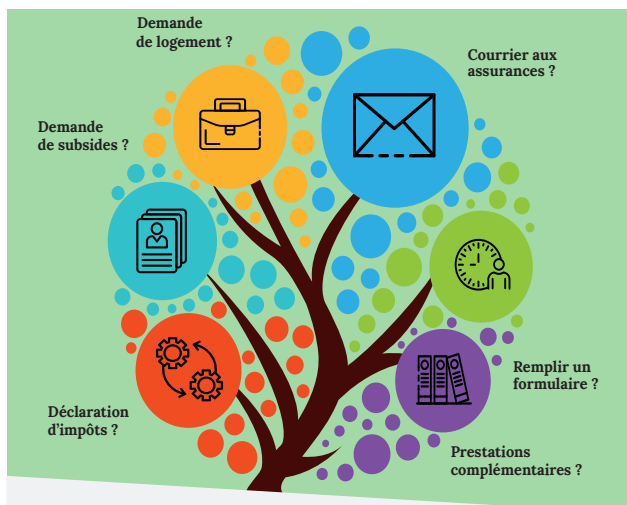 Demande
de logement ?
Courrier aux
assurances ?
Demande
de subsides ?
Remplir un
formulaire ?
Déclaration
d’impôts ?
Prestations
complémentaires ?